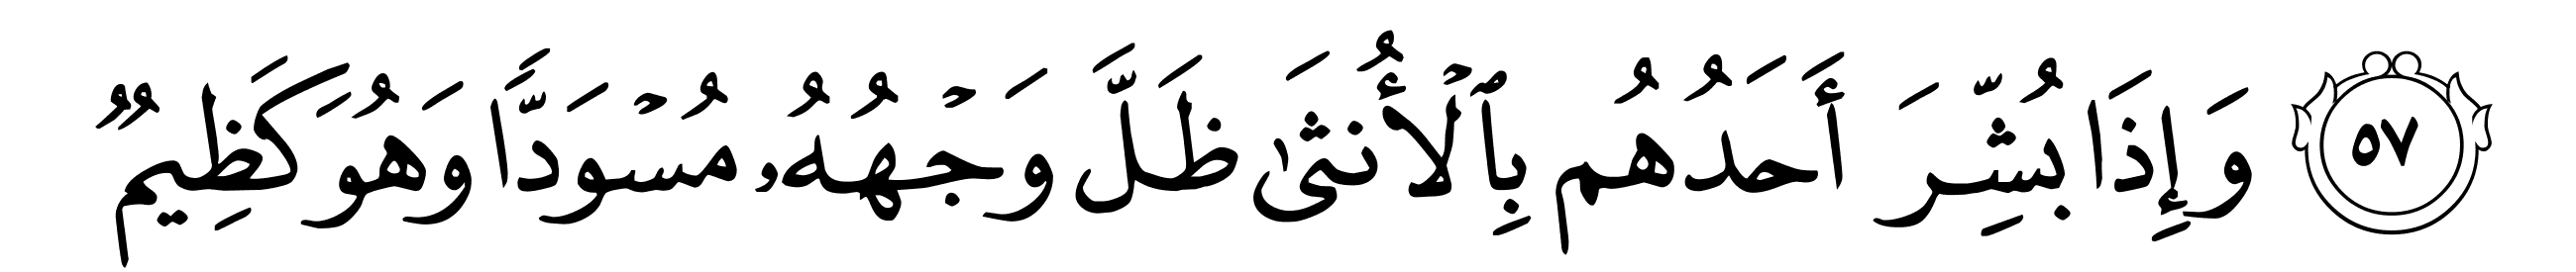 ٥٧ وَإِذَا بُشِّرَ أَحَدُهُم بِٱلْأُنثَىٰ ظَلَّ وَجْهُهُۥ مُسْوَدًّا وَهُوَ كَظِيمٌ